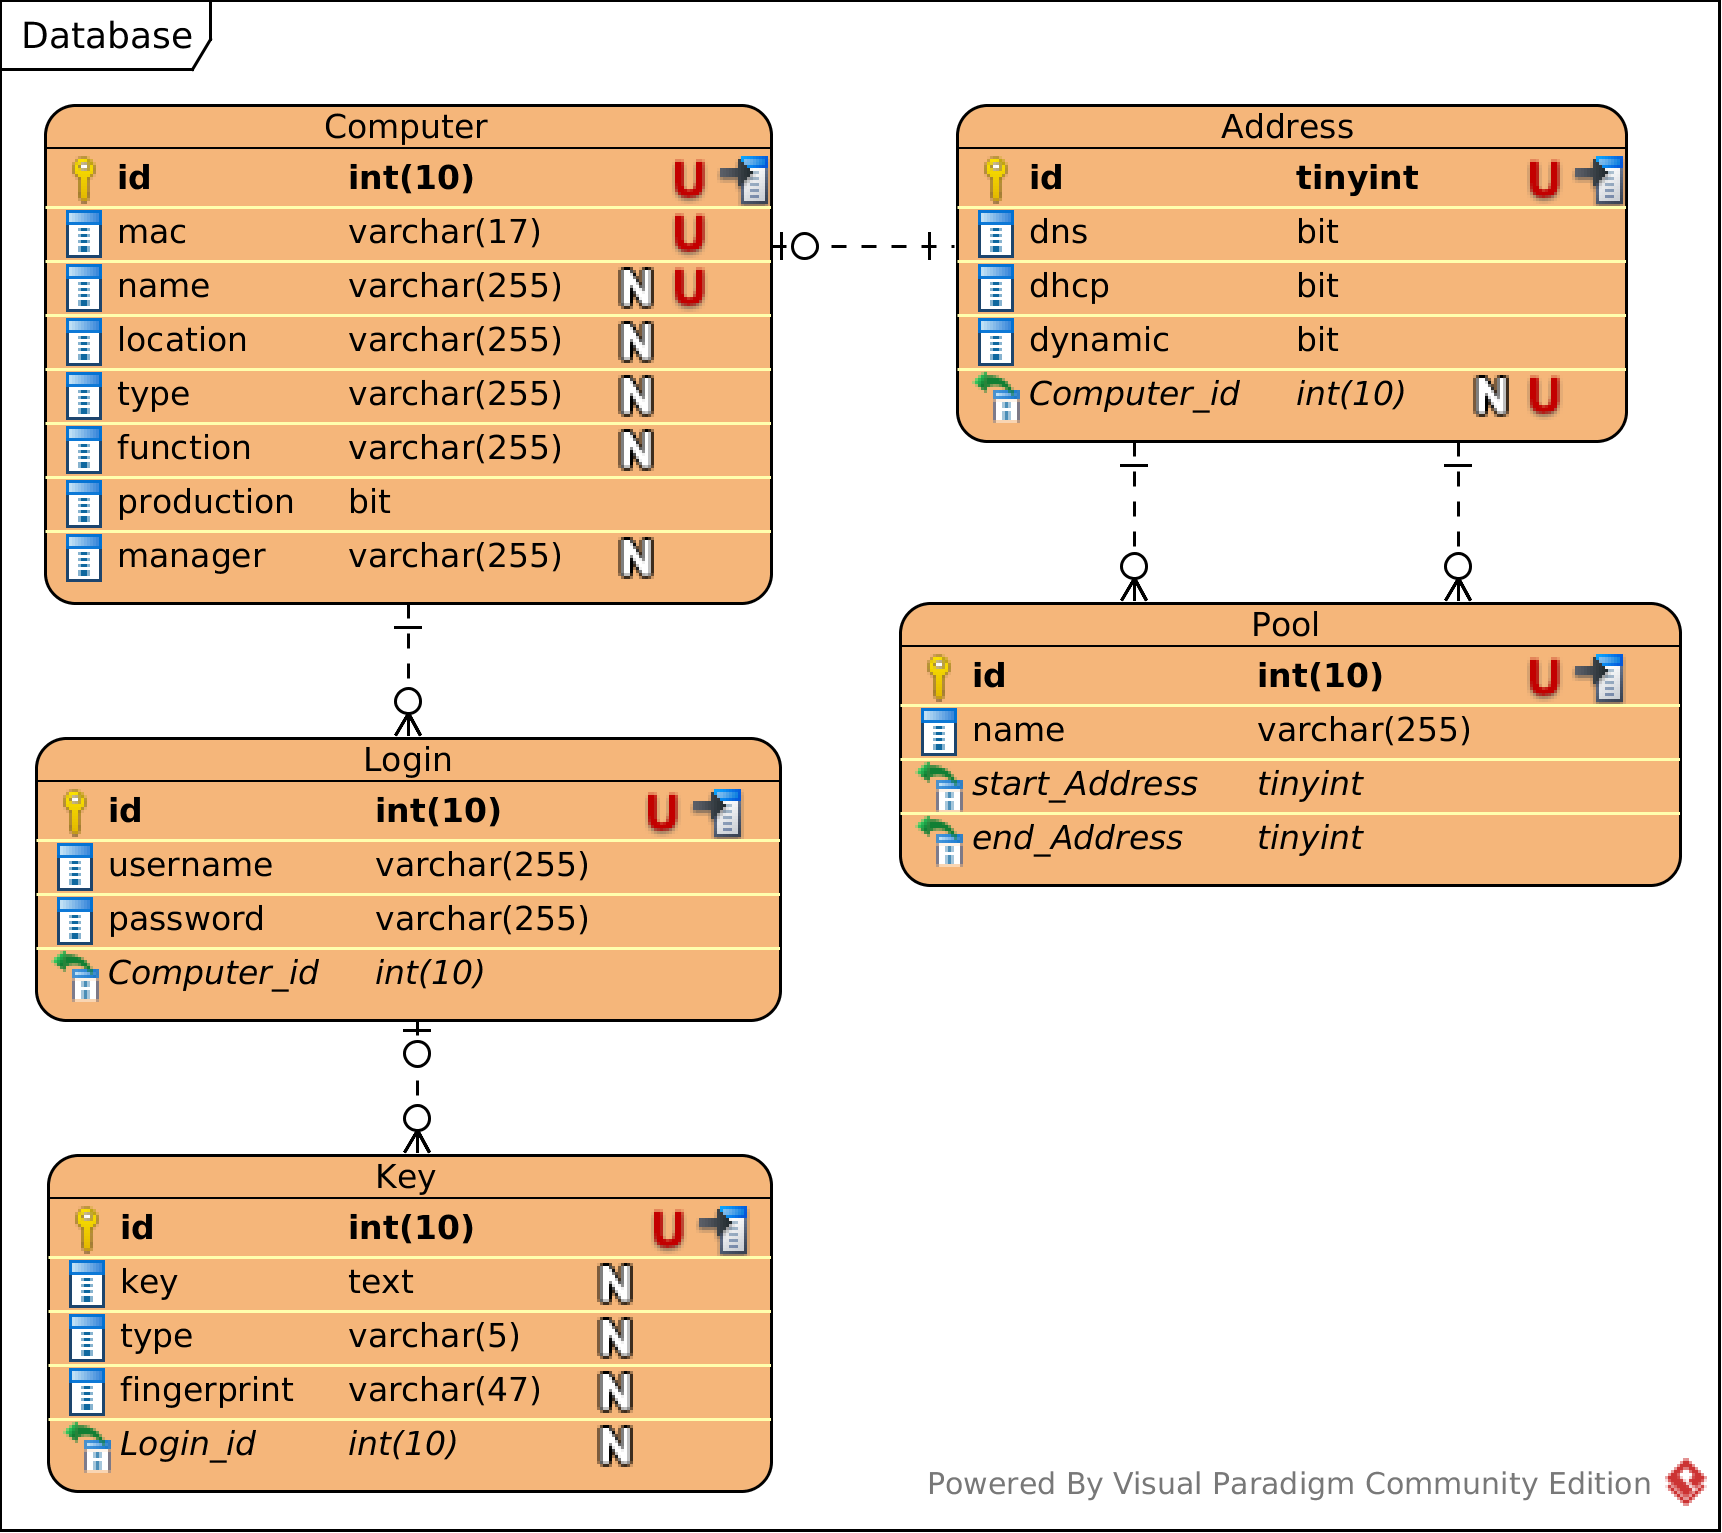 Database
Computer
id int(10) U
mac varchar(17) U
name varchar(255) N U
location varchar(255) N
type varchar(255) N
function varchar(255) N
production bit
manager varchar(255) N
Address
id tinyint U
dns bit
dhcp bit
dynamic bit
Computer_id int(10) N U
Login
id int(10) U
username varchar(255)
password varchar(255)
Computer_id int(10)
Pool
id int(10) U
name varchar(255)
start_Address tinyint
end_Address tinyint
Key
id int(10) U
key text N
type varchar(5) N
fingerprint varchar(47) N
Login_id int(10) N
Powered By Visual Paradigm Community Edition